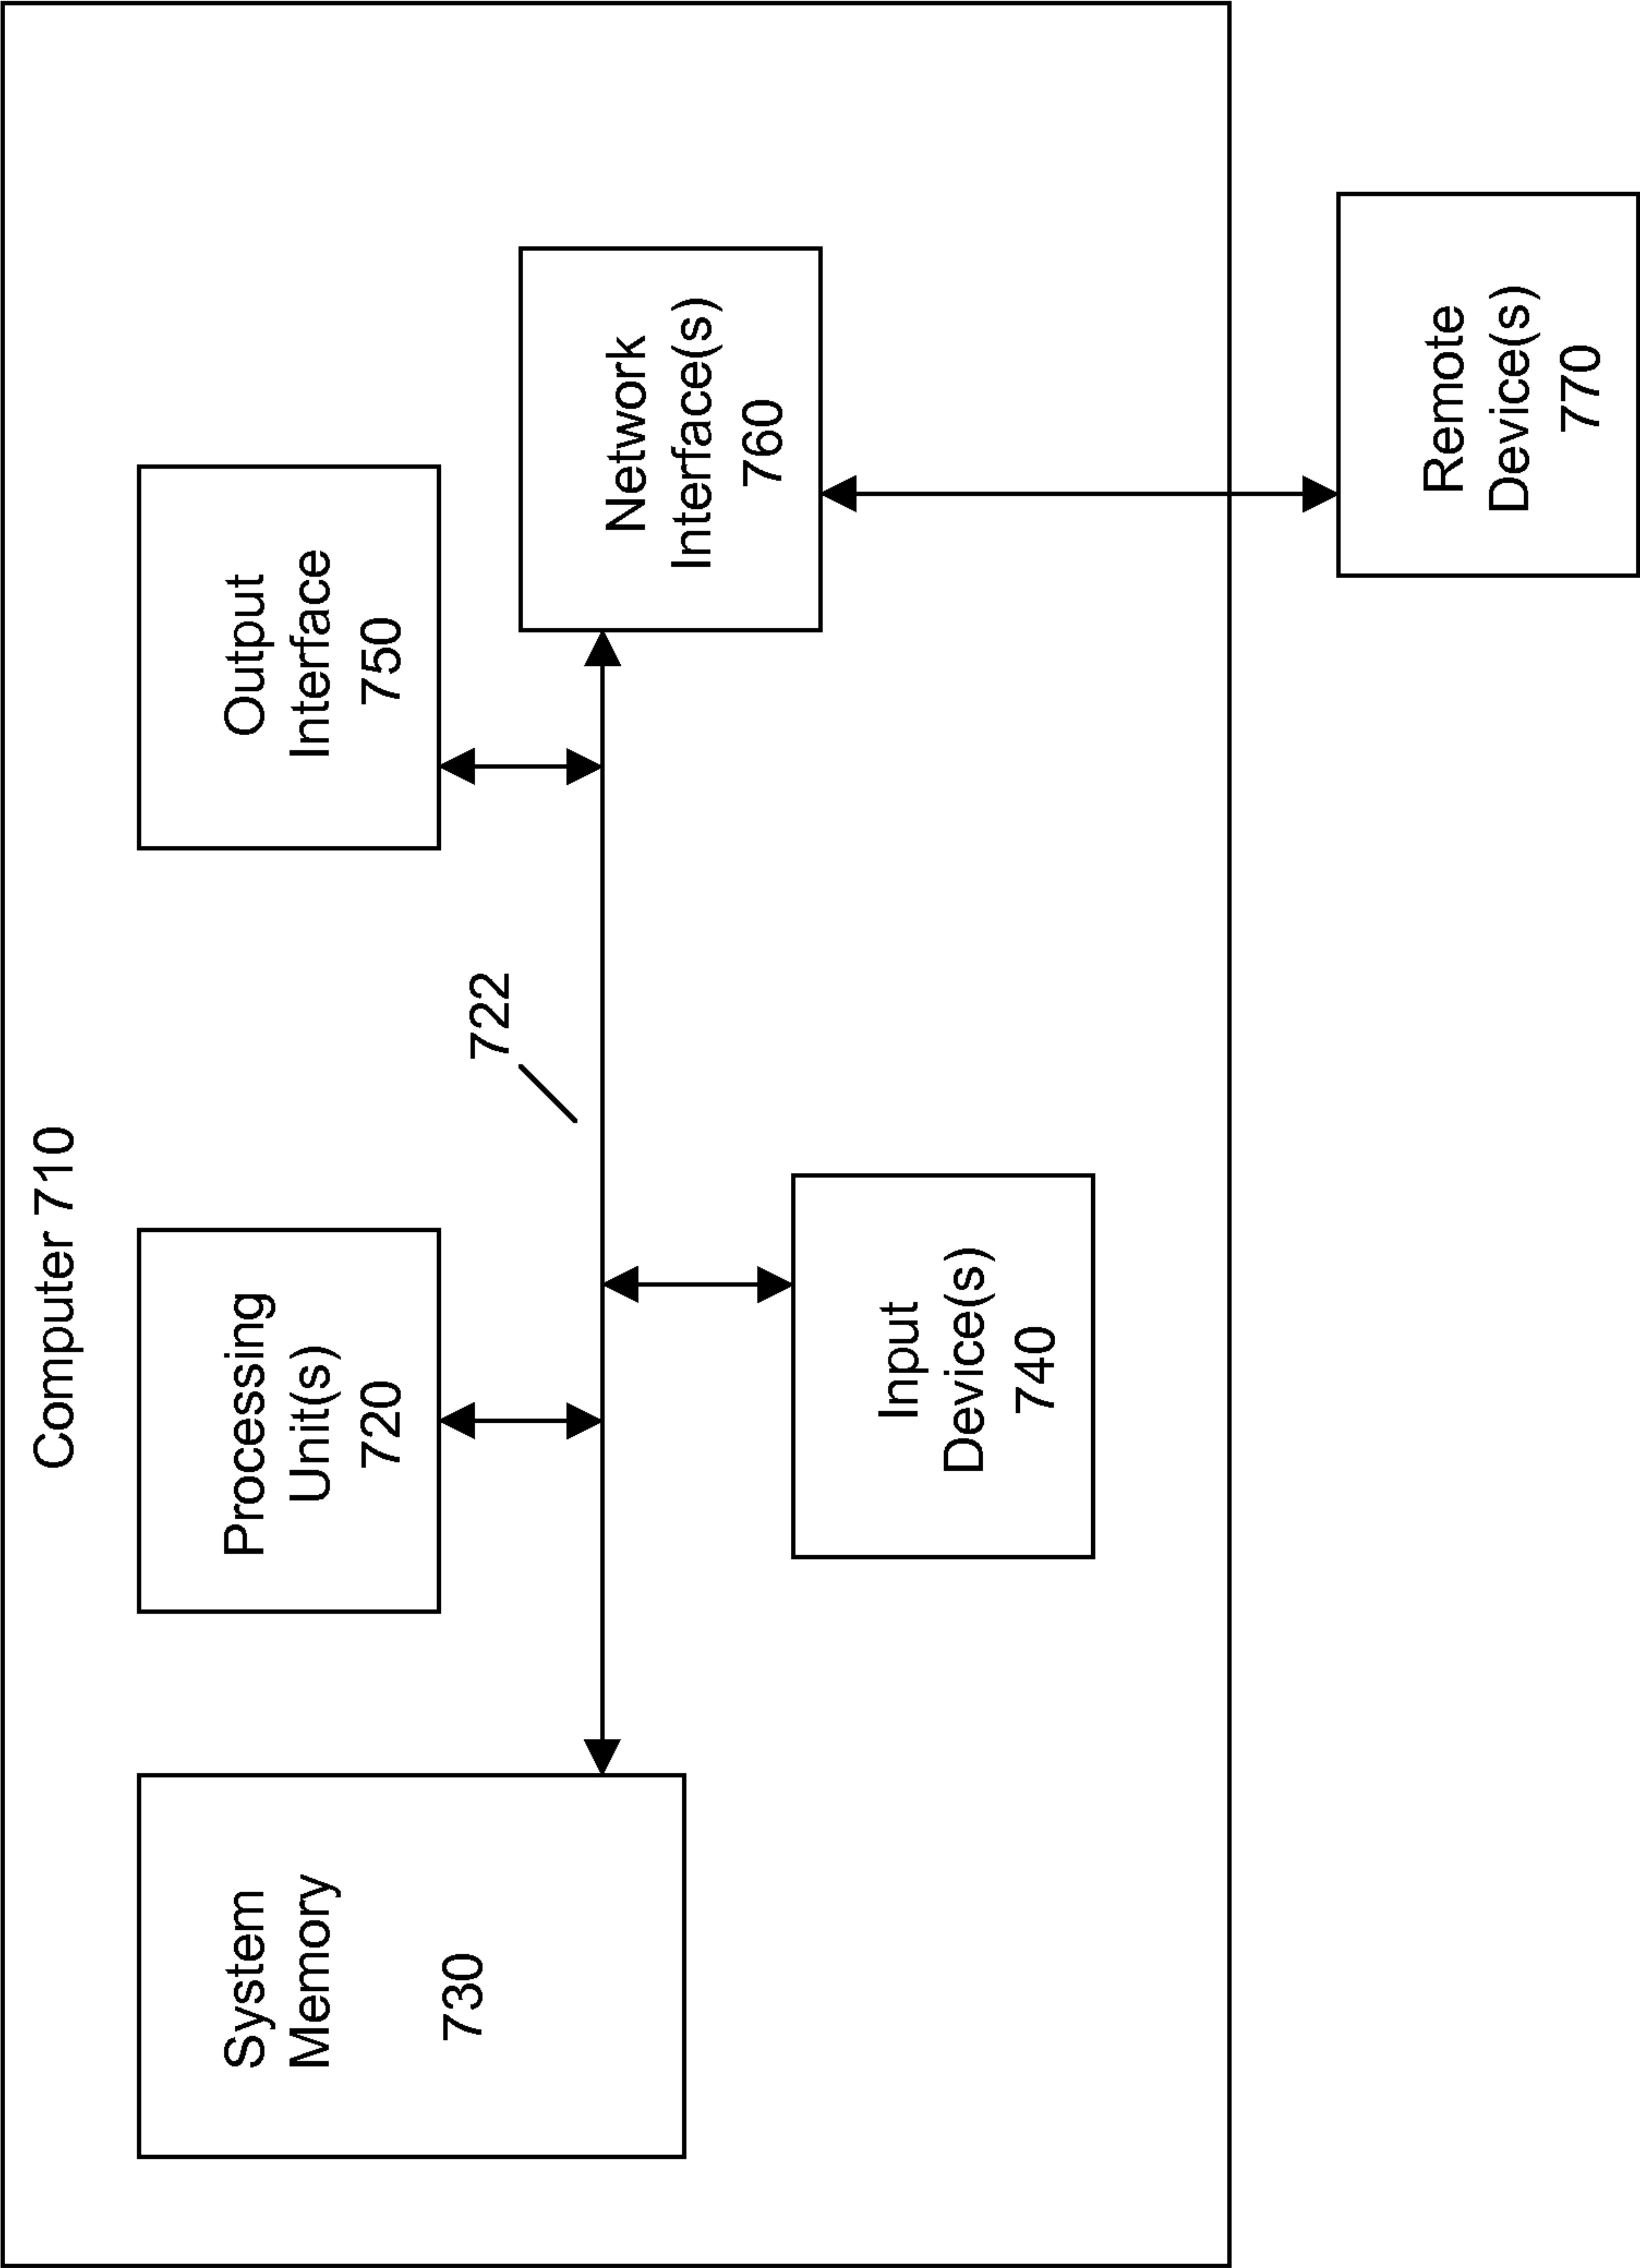 Computer 710
System
Memory
730
Processing
Unit(s)
720
Output
Interface
750
722
Network
Interface(s)
760
Input
Device(s)
740
Remote
Device(s)
770